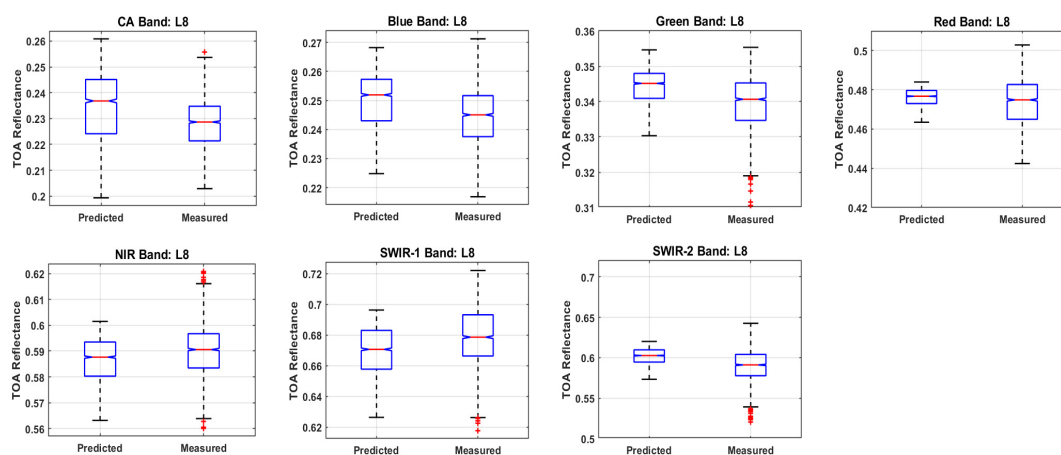 CA Band: L8
TOA Reflectance
0.26
0.25
0.24
0.23
0.22
0.21
0.2
Predicted Measured
Blue Band: L8
TOA Reflectance
0.27
0.26
0.25
0.24
0.23
0.22
Predicted Measured
Green Band: L8
TOA Reflectance
0.36
0.35
0.34
0.33
0.32
0.31
Predicted Measured
Red Band: L8
TOA Reflectance
0.5
0.48
0.46
0.44
0.42
Predicted Measured
NIR Band: L8
TOA Reflectance
0.62
0.61
0.6
0.59
0.58
0.57
0.56
Predicted Measured
SWIR-1 Band: L8
TOA Reflectance
0.72
0.7
0.68
0.66
0.64
0.62
Predicted Measured
SWIR-2 Band: L8
TOA Reflectance
0.7
0.65
0.6
0.55
0.5
Predicted Measured